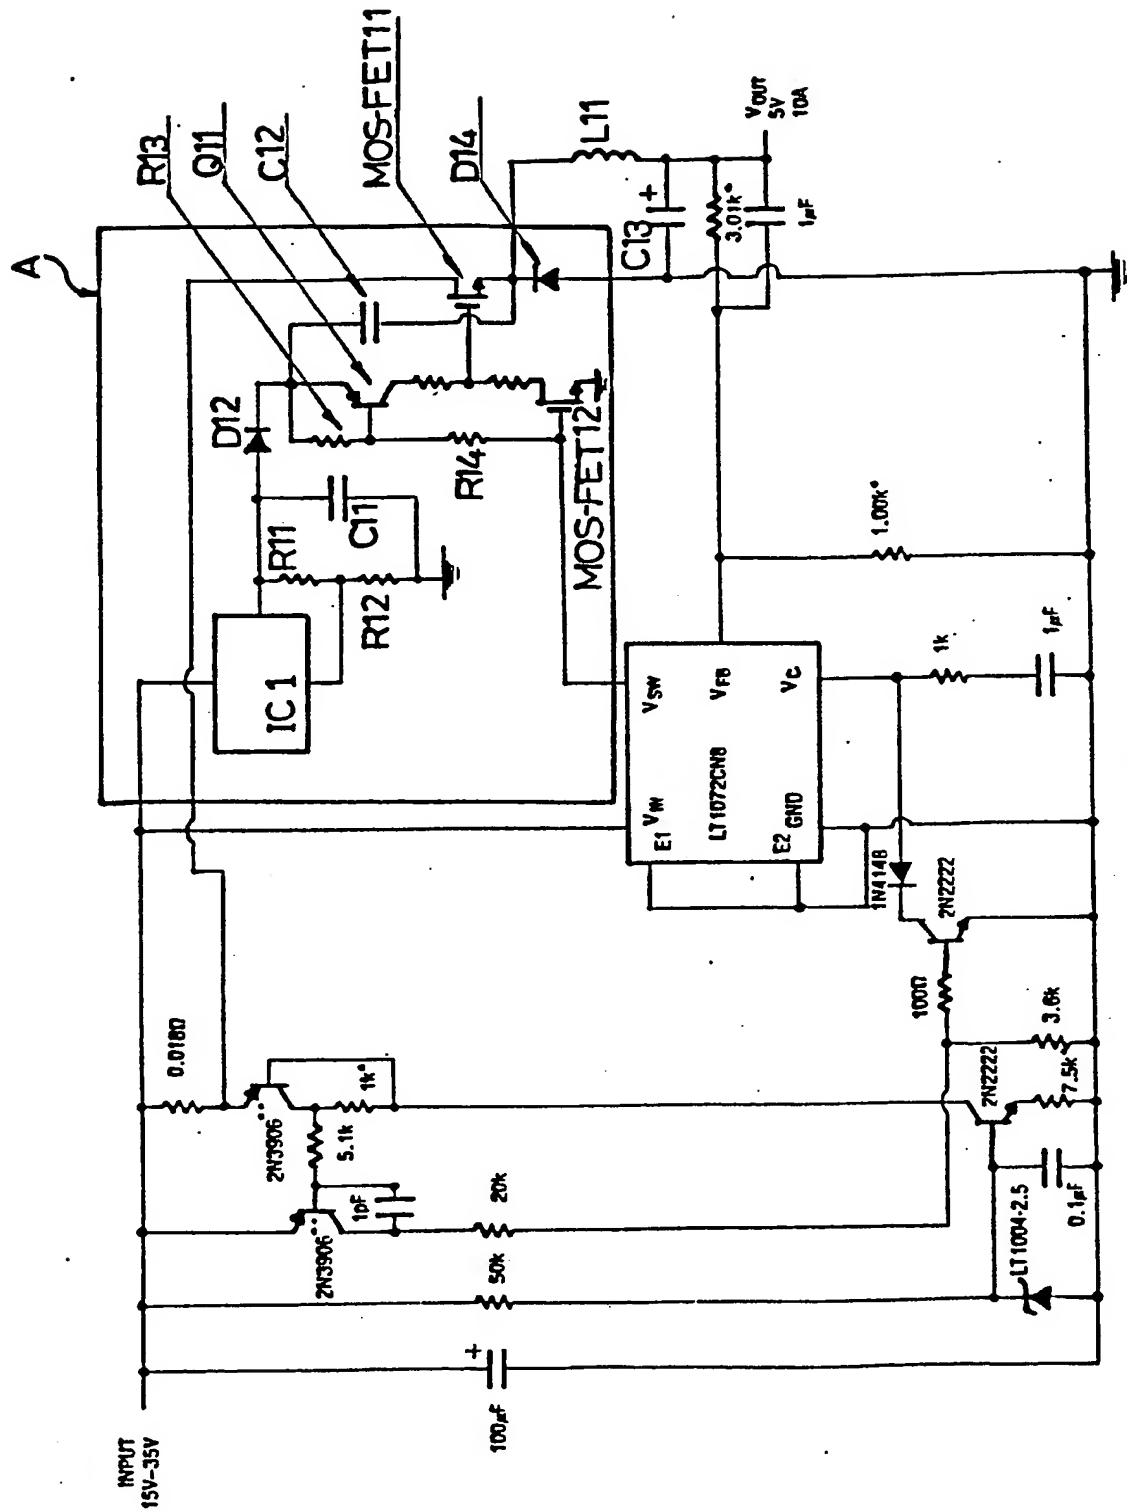 A
R13
Q11
C12
MOS-FET11
D14
D12
R11
C11
R12
R14
MOS-FET12
IC 1
L11
C13
+
3.01k*
1µF
VOUT
5V
10A
INPUT
15V-35V
0.018Ω
2N3906
**
1k*
5.1k
2N3906
**
1pF
20k
50k
+
100µF
VIN
VSW
E1
LT1072CN8
VFB
E2
GND
VC
1.00k*
1k
1µF
1N4148
2N2222
100Ω
3.6k
2N2222
7.5k
LT1004-2.5
0.1µF